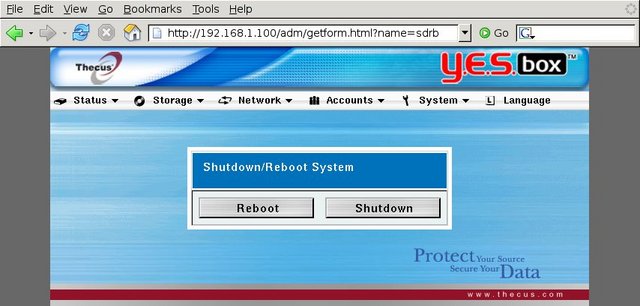 File Edit View Go Bookmarks Tools Help
http://192.168.1.100/adm/getform.html?name=sdrb Go G
Thecus Y.E.S. box TM
Status Storage Network Accounts System Language
Shutdown/Reboot System
Reboot Shutdown
Protect Your Source
Secure Your Data
www.thecus.com